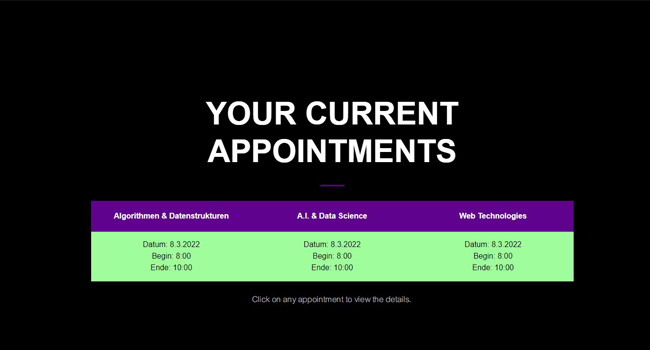 YOUR CURRENT
APPOINTMENTS
Algorithmen & Datenstrukturen
A.I. & Data Science
Web Technologies
Datum: 8.3.2022
Begin: 8:00
Ende: 10:00
Datum: 8.3.2022
Begin: 8:00
Ende: 10:00
Datum: 8.3.2022
Begin: 8:00
Ende: 10:00
Click on any appointment to view the details.